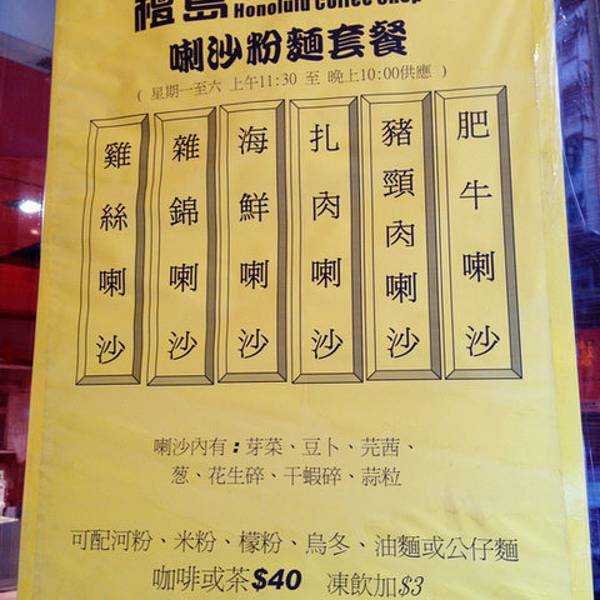 檀島 Honolulu Coffee Shop
喇沙粉麵套餐
( 星期一至六 上午11:30 至 晚上10:00供應 )
肥牛喇沙
豬頸肉喇沙
扎肉喇沙
海鮮喇沙
雜錦喇沙
雞絲喇沙
喇沙內有：芽菜、豆卜、芫茜、
葱、花生碎、干蝦碎、蒜粒
可配河粉、米粉、檬粉、烏冬、油麵或公仔麵
咖啡或茶$40 凍飲加$3